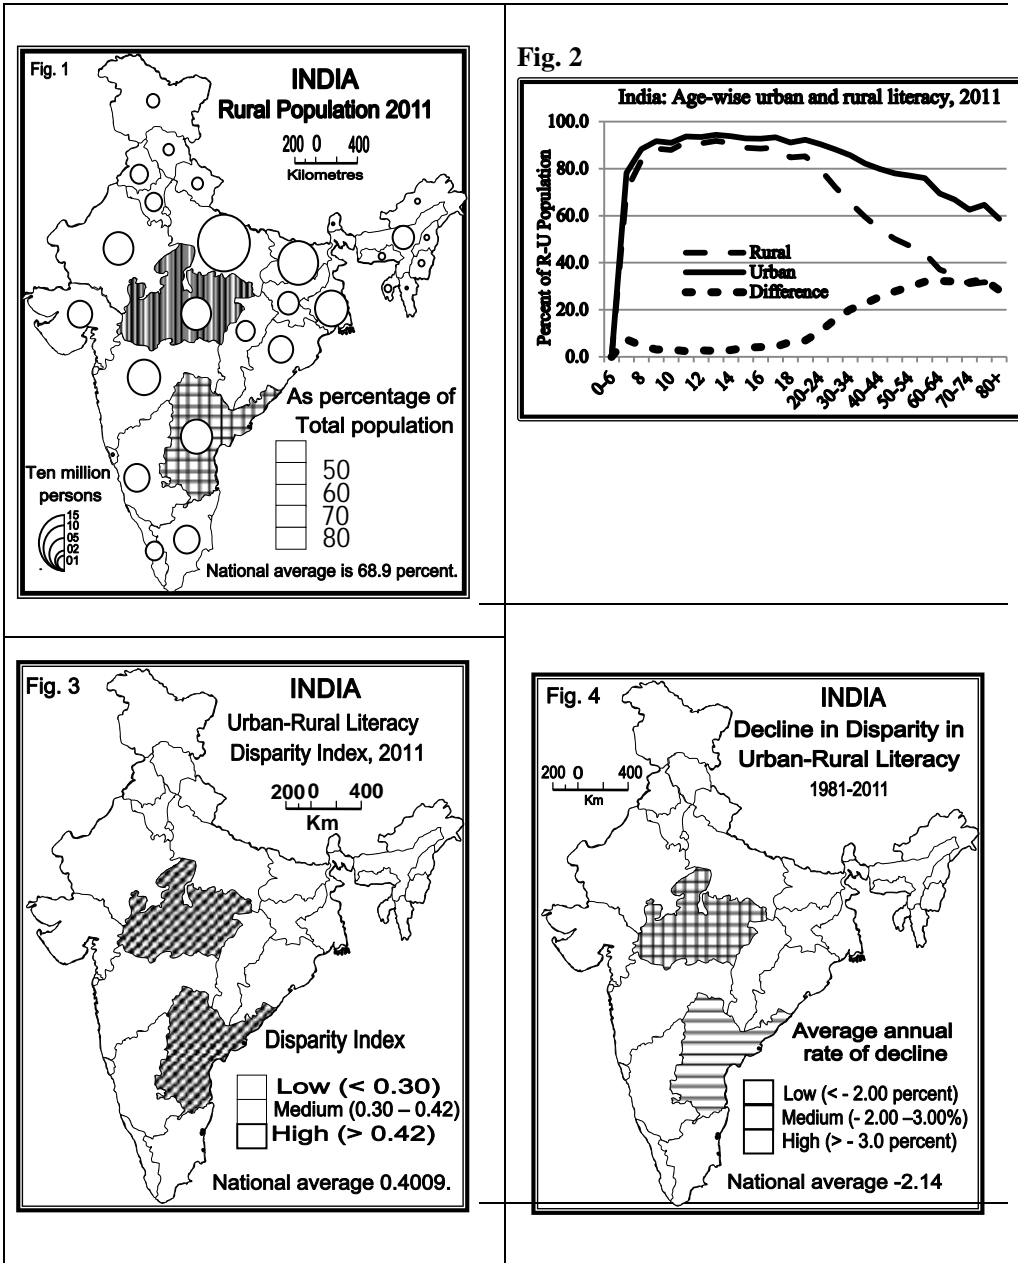 Fig. 1
INDIA
Rural Population 2011
200 0 400
Kilometres
As percentage of
Total population
50
60
70
80
Ten million
persons
15
10
05
02
01
National average is 68.9 percent.
Fig. 2
India: Age-wise urban and rural literacy, 2011
Percent of R-U Population
100.0
80.0
60.0
40.0
20.0
0.0
Rural
Urban
Difference
0-6
8
10
12
14
16
18
20-24
30-34
40-44
50-54
60-64
70-74
80+
Fig. 3
INDIA
Urban-Rural Literacy
Disparity Index, 2011
200 0 400
Km
Disparity Index
Low (< 0.30)
Medium (0.30 – 0.42)
High (> 0.42)
National average 0.4009.
Fig. 4
INDIA
Decline in Disparity in
Urban-Rural Literacy
1981-2011
200 0 400
Km
Average annual
rate of decline
Low (< - 2.00 percent)
Medium (- 2.00 –3.00%)
High (> - 3.0 percent)
National average -2.14